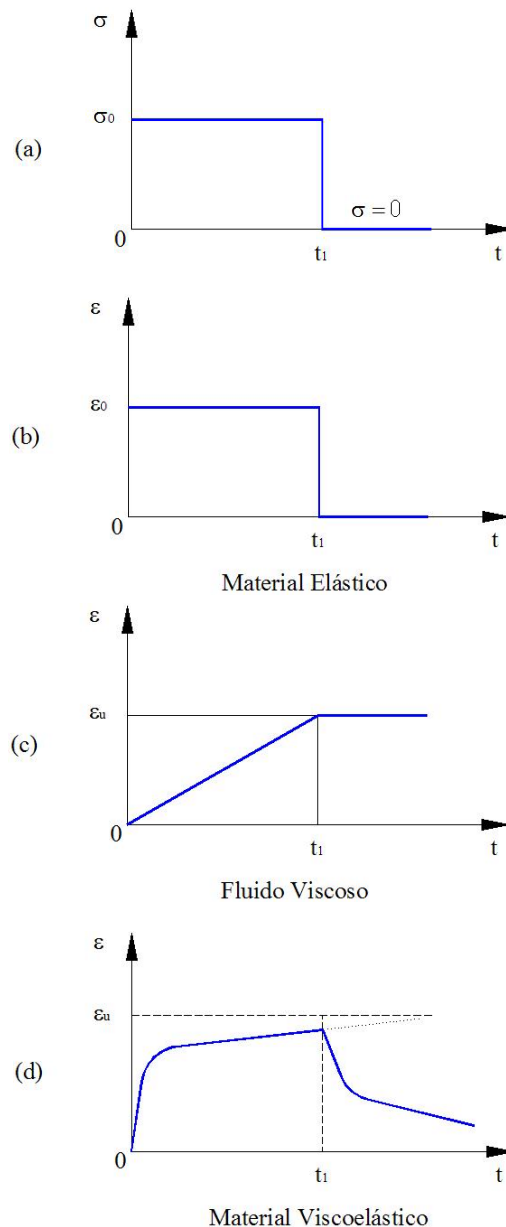 σ
σ0
(a)
σ = 0
0
t1
t
ε
ε0
(b)
0
t1
t
Material Elástico
ε
εu
(c)
0
t1
t
Fluido Viscoso
ε
εu
(d)
0
t1
t
Material Viscoelástico